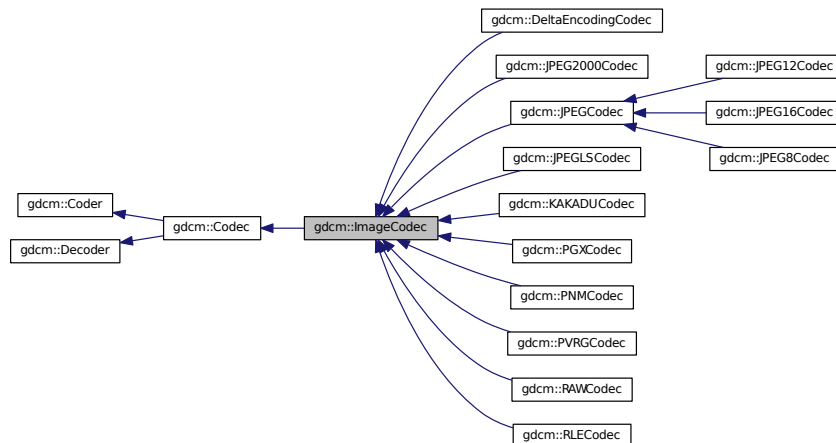 gdcm::DeltaEncodingCodec
gdcm::JPEG2000Codec
gdcm::JPEG12Codec
gdcm::JPEGCodec
gdcm::JPEG16Codec
gdcm::JPEGLSCodec
gdcm::JPEG8Codec
gdcm::Coder
gdcm::KAKADUCodec
gdcm::Codec
gdcm::ImageCodec
gdcm::Decoder
gdcm::PGXCodec
gdcm::PNMCodec
gdcm::PVRGCodec
gdcm::RAWCodec
gdcm::RLECodec